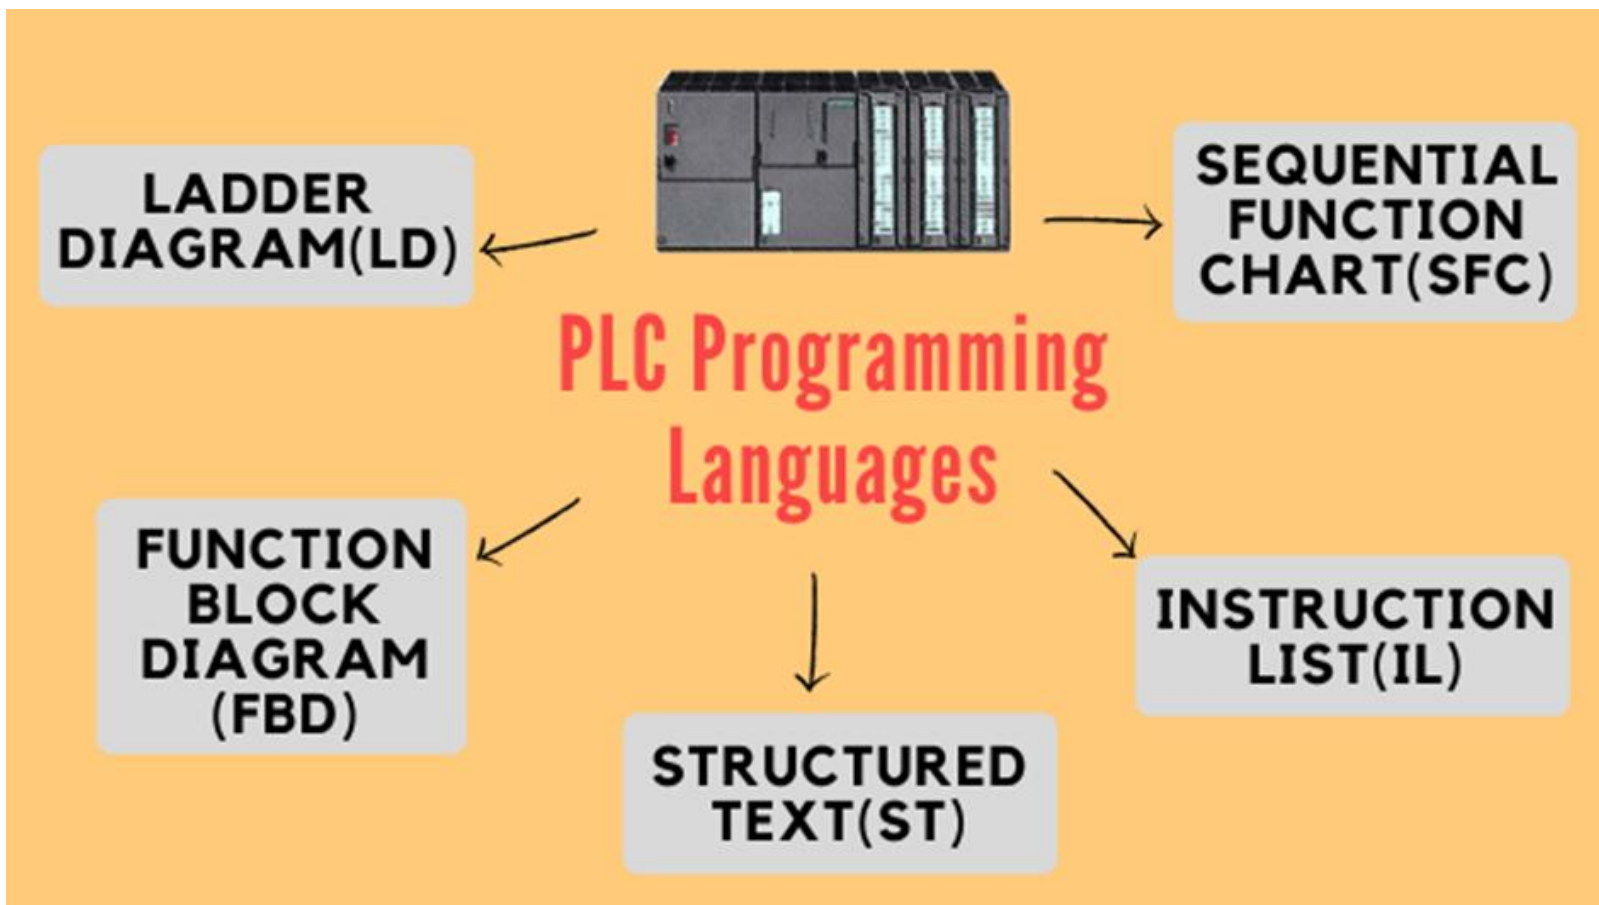 LADDER
DIAGRAM(LD)
SEQUENTIAL
FUNCTION
CHART(SFC)
PLC Programming
Languages
FUNCTION
BLOCK
DIAGRAM
(FBD)
STRUCTURED
TEXT(ST)
INSTRUCTION
LIST(IL)